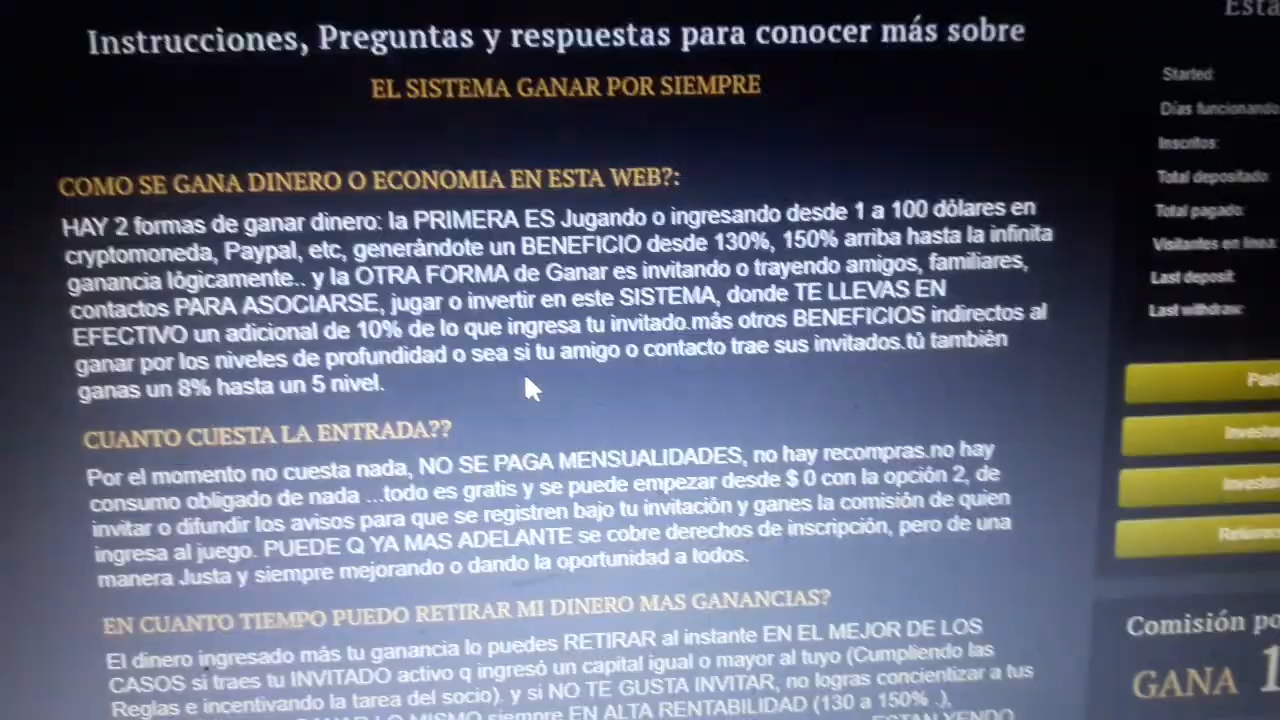 Instrucciones, Preguntas y respuestas para conocer más sobre
EL SISTEMA GANAR POR SIEMPRE
COMO SE GANA DINERO O ECONOMIA EN ESTA WEB?:
HAY 2 formas de ganar dinero: la PRIMERA ES Jugando o ingresando desde 1 a 100 dólares en
cryptomoneda, Paypal, etc, generándote un BENEFICIO desde 130%, 150% arriba hasta la infinita
ganancia lógicamente.. y la OTRA FORMA de Ganar es invitando o trayendo amigos, familiares,
contactos PARA ASOCIARSE, jugar o invertir en este SISTEMA, donde TE LLEVAS EN
EFECTIVO un adicional de 10% de lo que ingresa tu invitado.más otros BENEFICIOS indirectos al
ganar por los niveles de profundidad o sea si tu amigo o contacto trae sus invitados.tú también
ganas un 8% hasta un 5 nivel.
CUANTO CUESTA LA ENTRADA??
Por el momento no cuesta nada, NO SE PAGA MENSUALIDADES, no hay recompras.no hay
consumo obligado de nada ...todo es gratis y se puede empezar desde $ 0 con la opción 2, de
invitar o difundir los avisos para que se registren bajo tu invitación y ganes la comisión de quien
ingresa al juego. PUEDE Q YA MAS ADELANTE se cobre derechos de inscripción, pero de una
manera Justa y siempre mejorando o dando la oportunidad a todos.
EN CUANTO TIEMPO PUEDO RETIRAR MI DINERO MAS GANANCIAS?
El dinero ingresado más tu ganancia lo puedes RETIRAR al instante EN EL MEJOR DE LOS
CASOS si traes tu INVITADO activo q ingresó un capital igual o mayor al tuyo (Cumpliendo las
Reglas e incentivando la tarea del socio). y si NO TE GUSTA INVITAR, no logras concientizar a tus
siempre EN ALTA RENTABILIDAD (130 a 150% .),
Started:
Días funcionando
Inscritos:
Total depositado:
Total pagado:
Visitantes en línea
Last deposit:
Last withdraw:
Comisión po
GANA 1